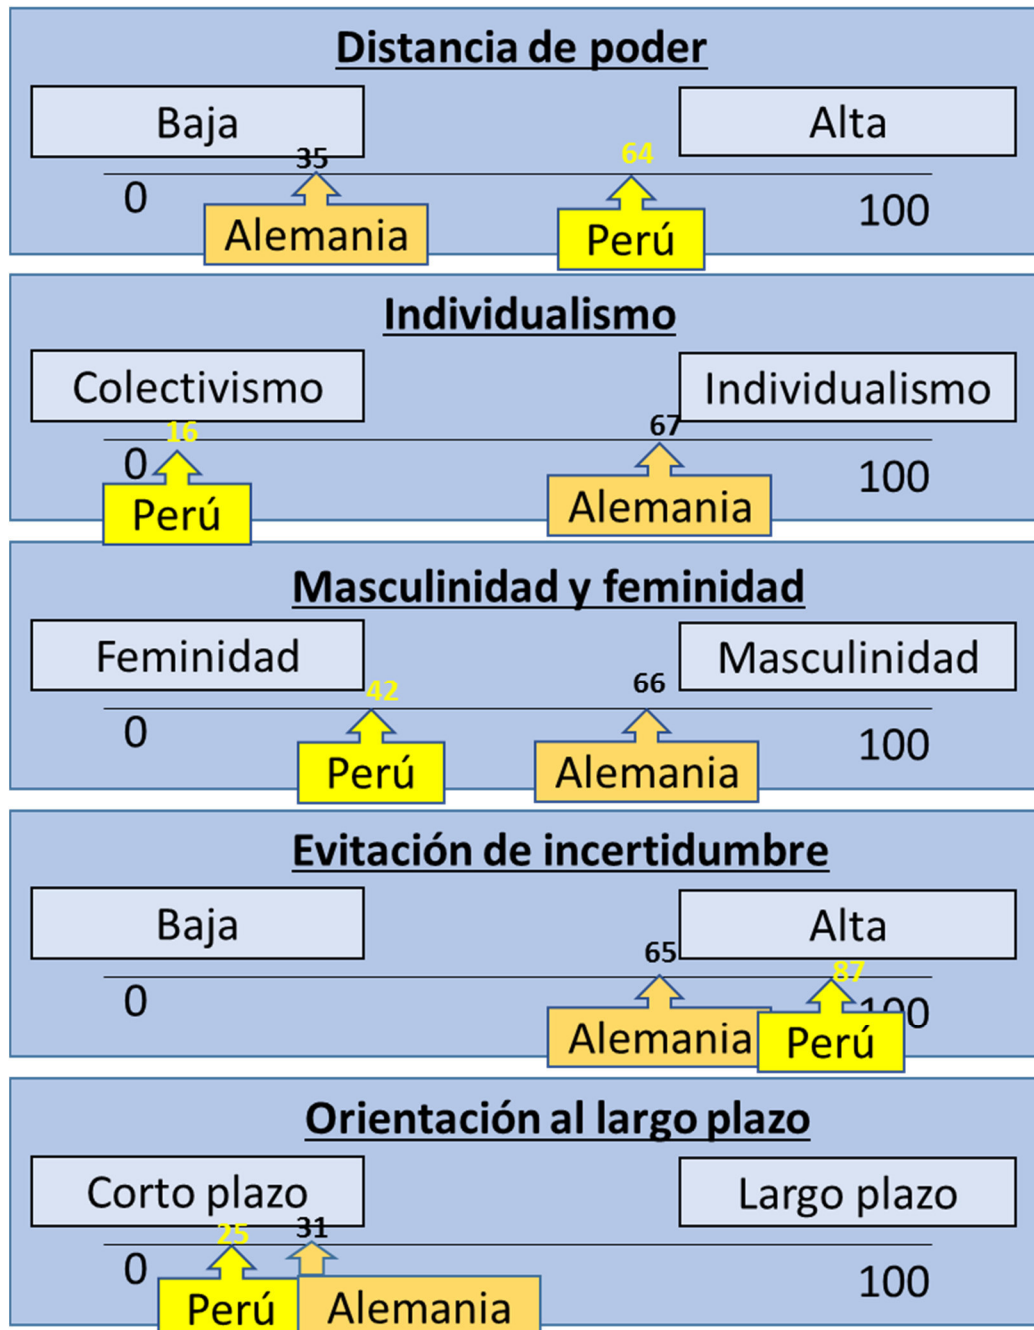 Distancia de poder
Baja
Alta
35
64
0
100
Alemania
Perú
Individualismo
Colectivismo
Individualismo
16
67
0
100
Perú
Alemania
Masculinidad y feminidad
Feminidad
Masculinidad
42
66
0
100
Perú
Alemania
Evitación de incertidumbre
Baja
Alta
65
87
0
100
Alemania
Perú
Orientación al largo plazo
Corto plazo
Largo plazo
25
31
0
100
Perú
Alemania